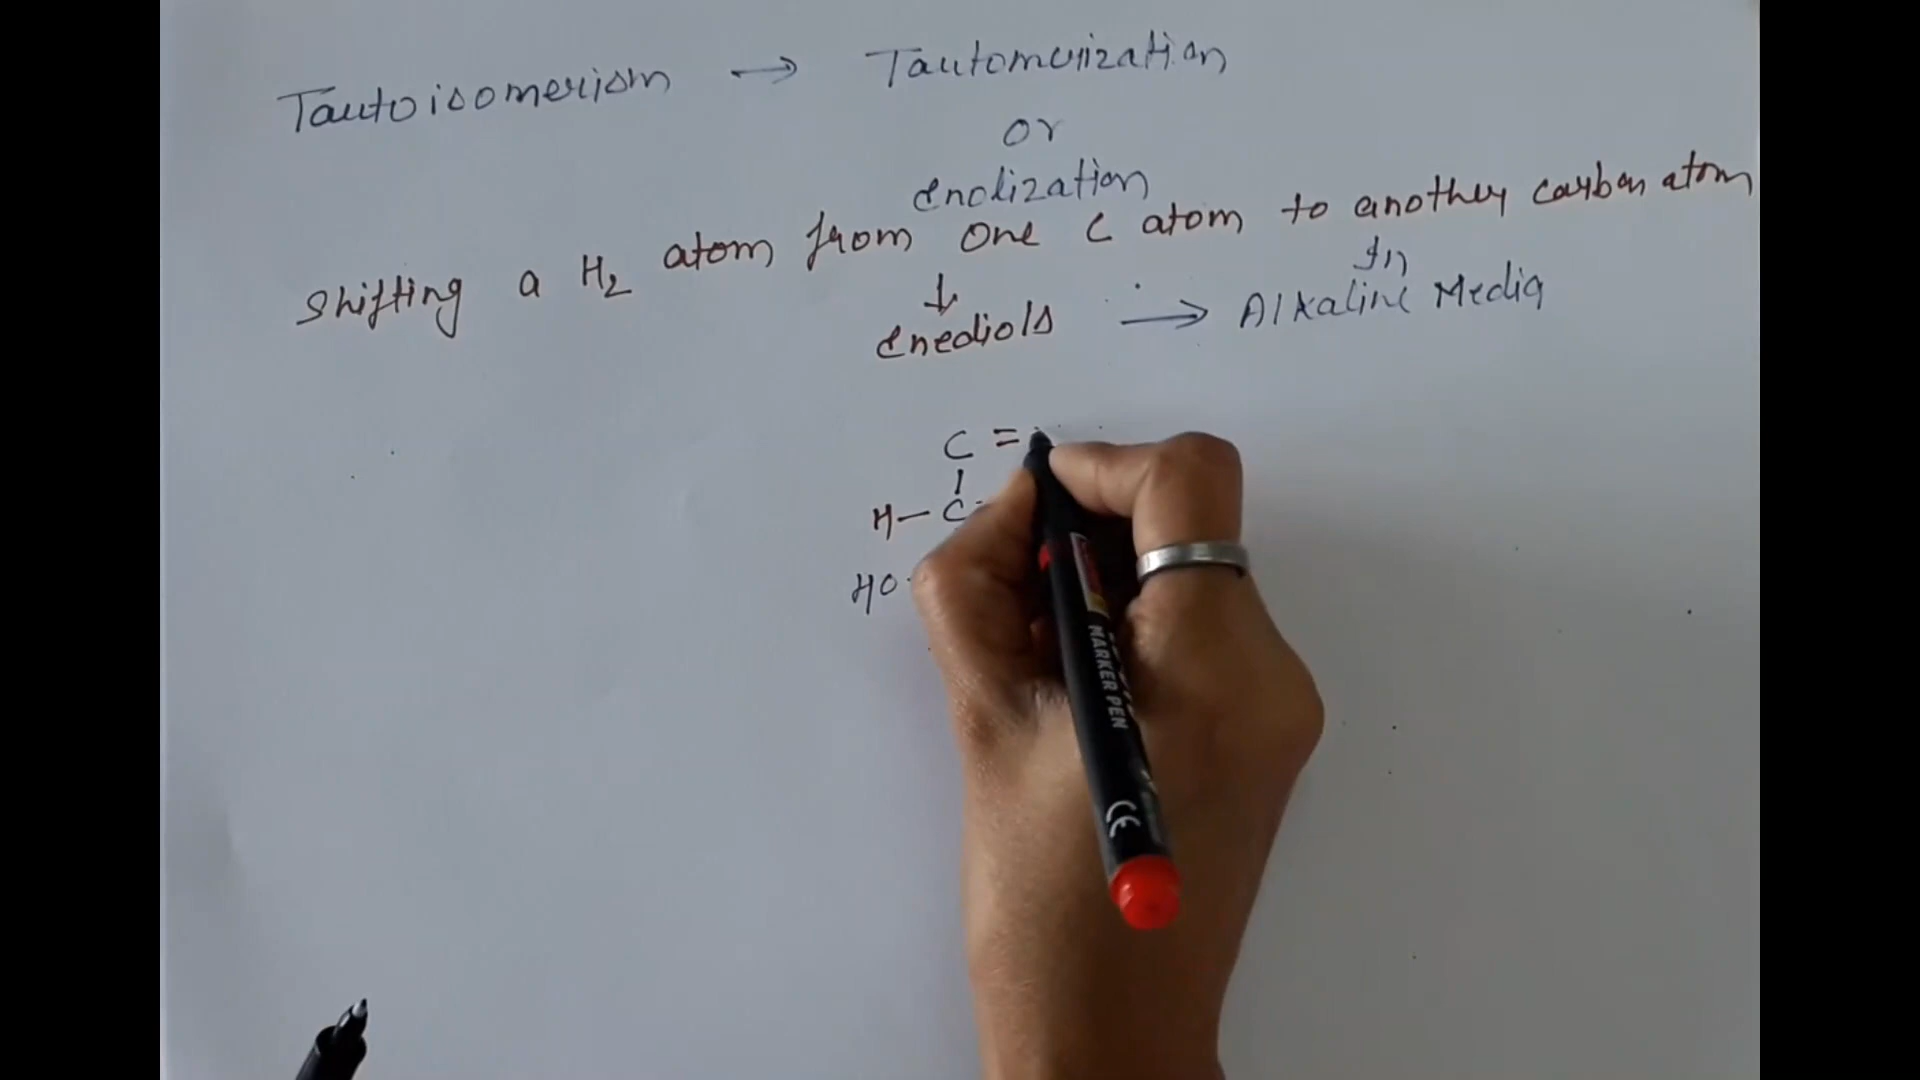 Tautoisomerism → Tautomerization
or
Enolization
Shifting a H2 atom from one C atom to another carbon atom
↓
Enediols → In Alkaline Media
C =
H — C
HO
MARKER PEN
CE